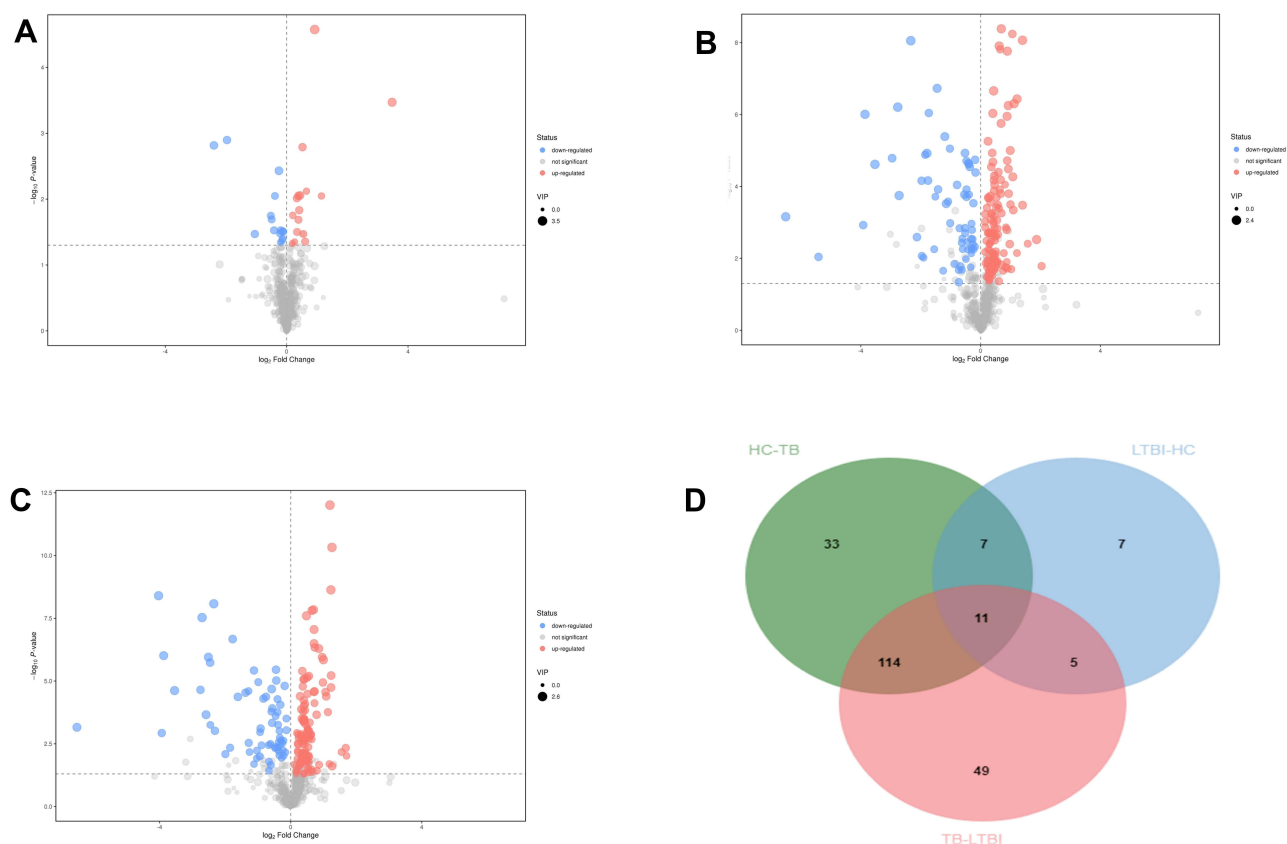 A
−log₁₀ P-value
4
3
2
1
0
-4
0
4
log₂ Fold Change
Status
down-regulated
not significant
up-regulated
VIP
0.0
3.5
B
8
6
4
2
0
-4
0
4
log₂ Fold Change
Status
down-regulated
not significant
up-regulated
VIP
0.0
2.4
C
−log₁₀ P-value
12.5
10.0
7.5
5.0
2.5
0.0
-4
0
4
log₂ Fold Change
Status
down-regulated
not significant
up-regulated
VIP
0.0
2.6
D
HC-TB
LTBI-HC
33
7
7
11
114
5
49
TB-LTBI